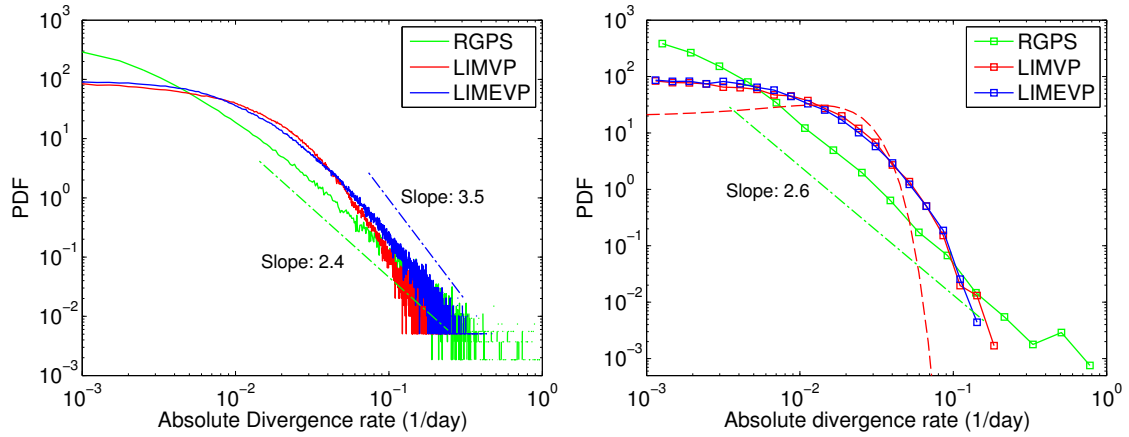 10^3
10^2
10^1
10^0
10^-1
10^-2
10^-3
PDF
RGPS
LIMVP
LIMEVP
Slope: 3.5
Slope: 2.4
10^-3
10^-2
10^-1
10^0
Absolute Divergence rate (1/day)
10^3
10^2
10^1
10^0
10^-1
10^-2
10^-3
PDF
RGPS
LIMVP
LIMEVP
Slope: 2.6
10^-3
10^-2
10^-1
10^0
Absolute divergence rate (1/day)